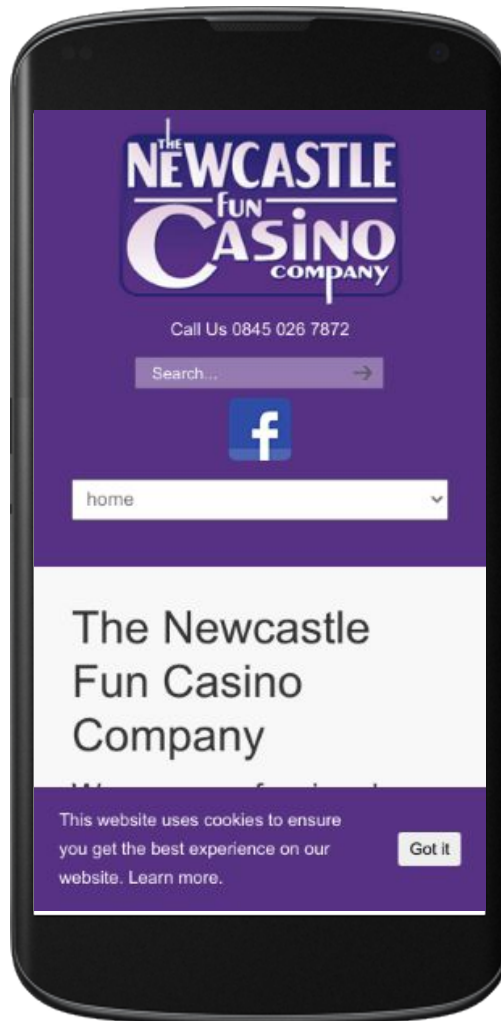 THE
NEWCASTLE
FUN
CASINO
COMPANY
Call Us 0845 026 7872
Search...
home
The Newcastle
Fun Casino
Company
This website uses cookies to ensure
you get the best experience on our
website. Learn more.
Got it